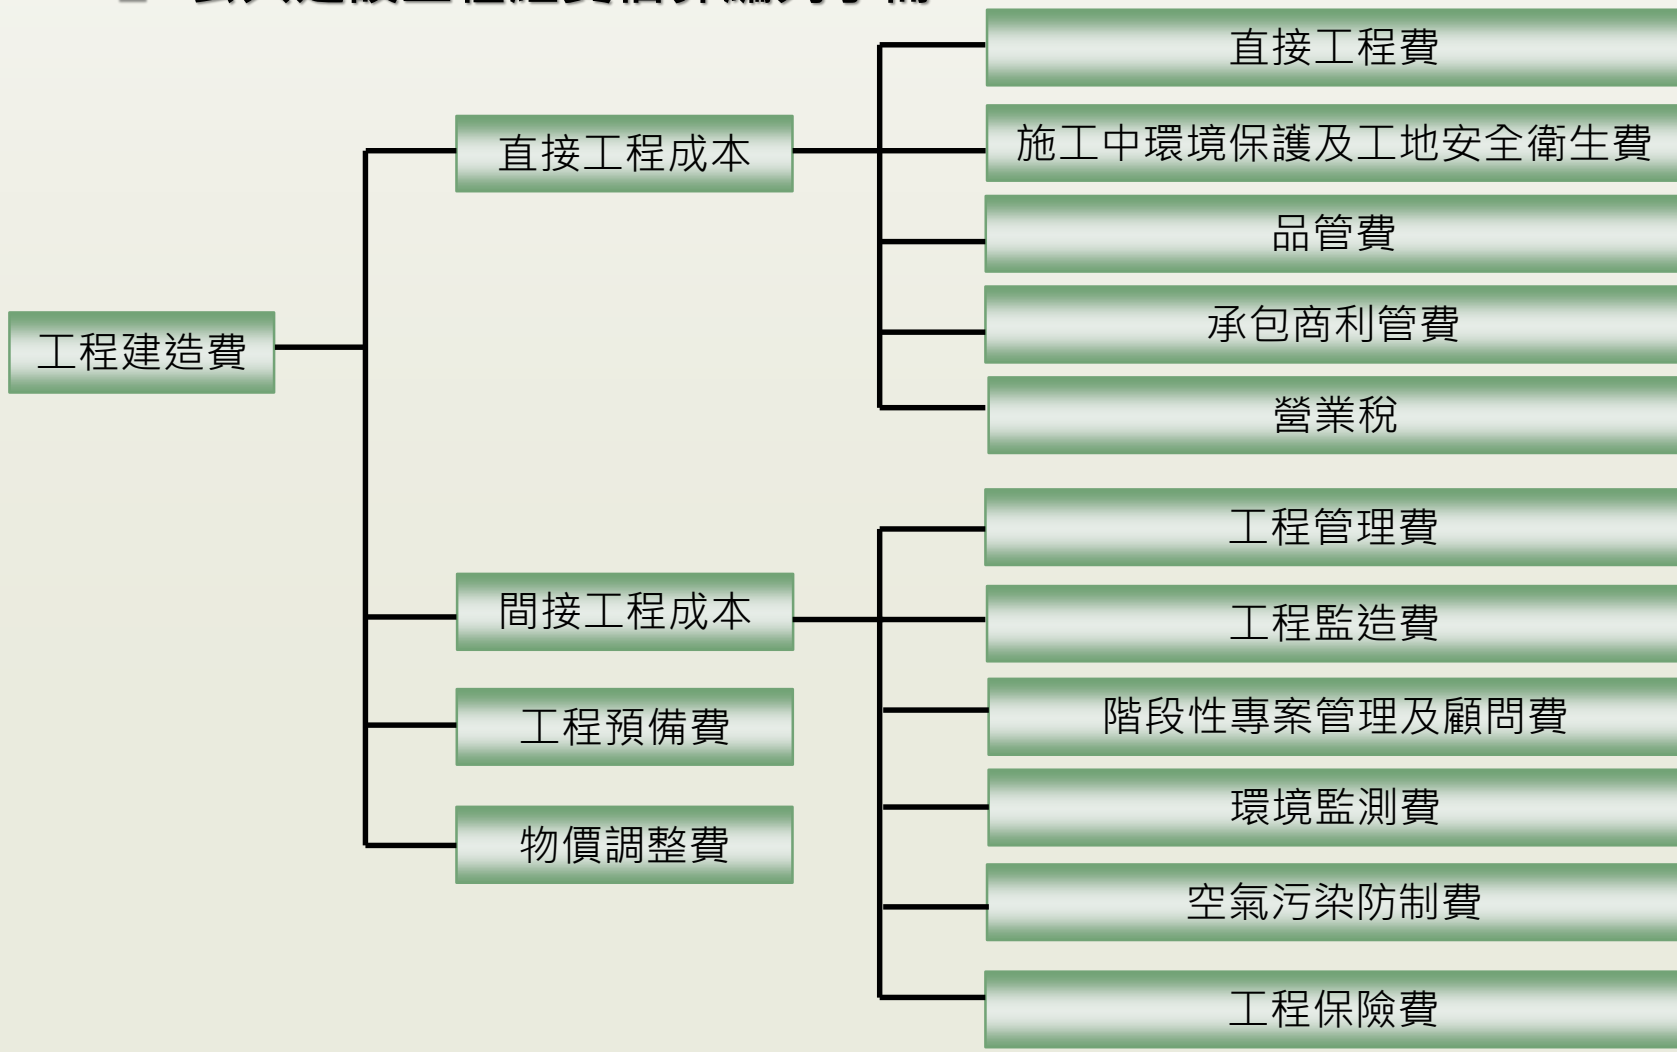 工程建造費
直接工程成本
直接工程費
施工中環境保護及工地安全衛生費
品管費
承包商利管費
營業稅
間接工程成本
工程管理費
工程監造費
階段性專案管理及顧問費
環境監測費
空氣污染防制費
工程保險費
工程預備費
物價調整費